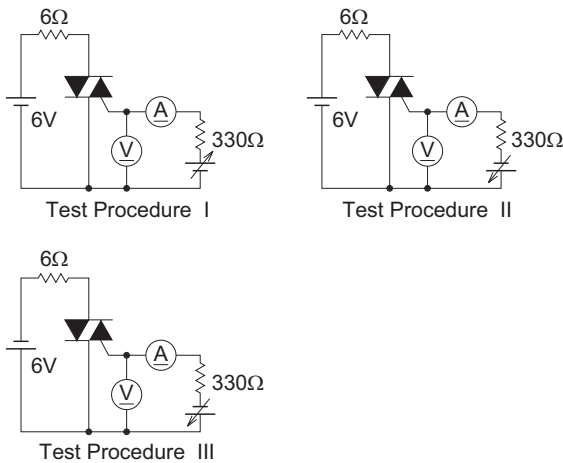 6Ω
6V
A
V
330Ω
Test Procedure I
6Ω
6V
A
V
330Ω
Test Procedure II
6Ω
6V
A
V
330Ω
Test Procedure III